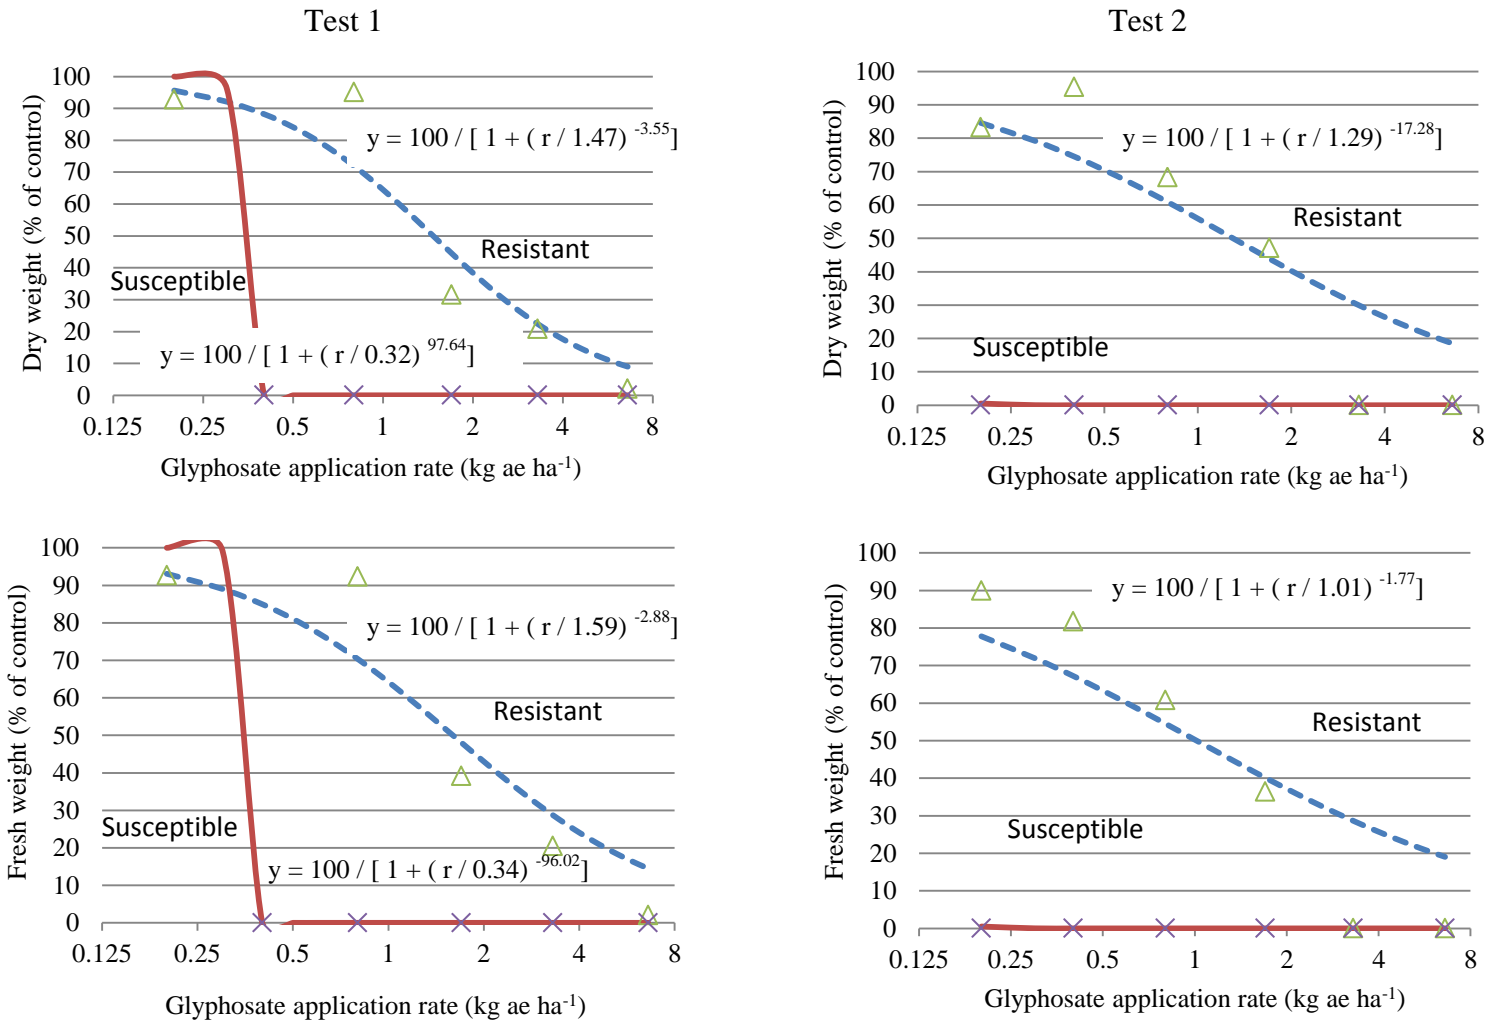 Test 1
Test 2
Dry weight (% of control)
100
90
80
70
60
50
40
30
20
10
0
y = 100 / [ 1 + ( r / 1.47) -3.55]
Resistant
Susceptible
y = 100 / [ 1 + ( r / 0.32) 97.64]
0.125 0.25 0.5 1 2 4 8
Glyphosate application rate (kg ae ha-1)
Dry weight (% of control)
100
90
80
70
60
50
40
30
20
10
0
y = 100 / [ 1 + ( r / 1.29) -17.28]
Resistant
Susceptible
0.125 0.25 0.5 1 2 4 8
Glyphosate application rate (kg ae ha-1)
Fresh weight (% of control)
100
90
80
70
60
50
40
30
20
10
0
y = 100 / [ 1 + ( r / 1.59) -2.88]
Resistant
Susceptible
y = 100 / [ 1 + ( r / 0.34) -96.02]
0.125 0.25 0.5 1 2 4 8
Glyphosate application rate (kg ae ha-1)
Fresh weight (% of control)
100
90
80
70
60
50
40
30
20
10
0
y = 100 / [ 1 + ( r / 1.01) -1.77]
Resistant
Susceptible
0.125 0.25 0.5 1 2 4 8
Glyphosate application rate (kg ae ha-1)